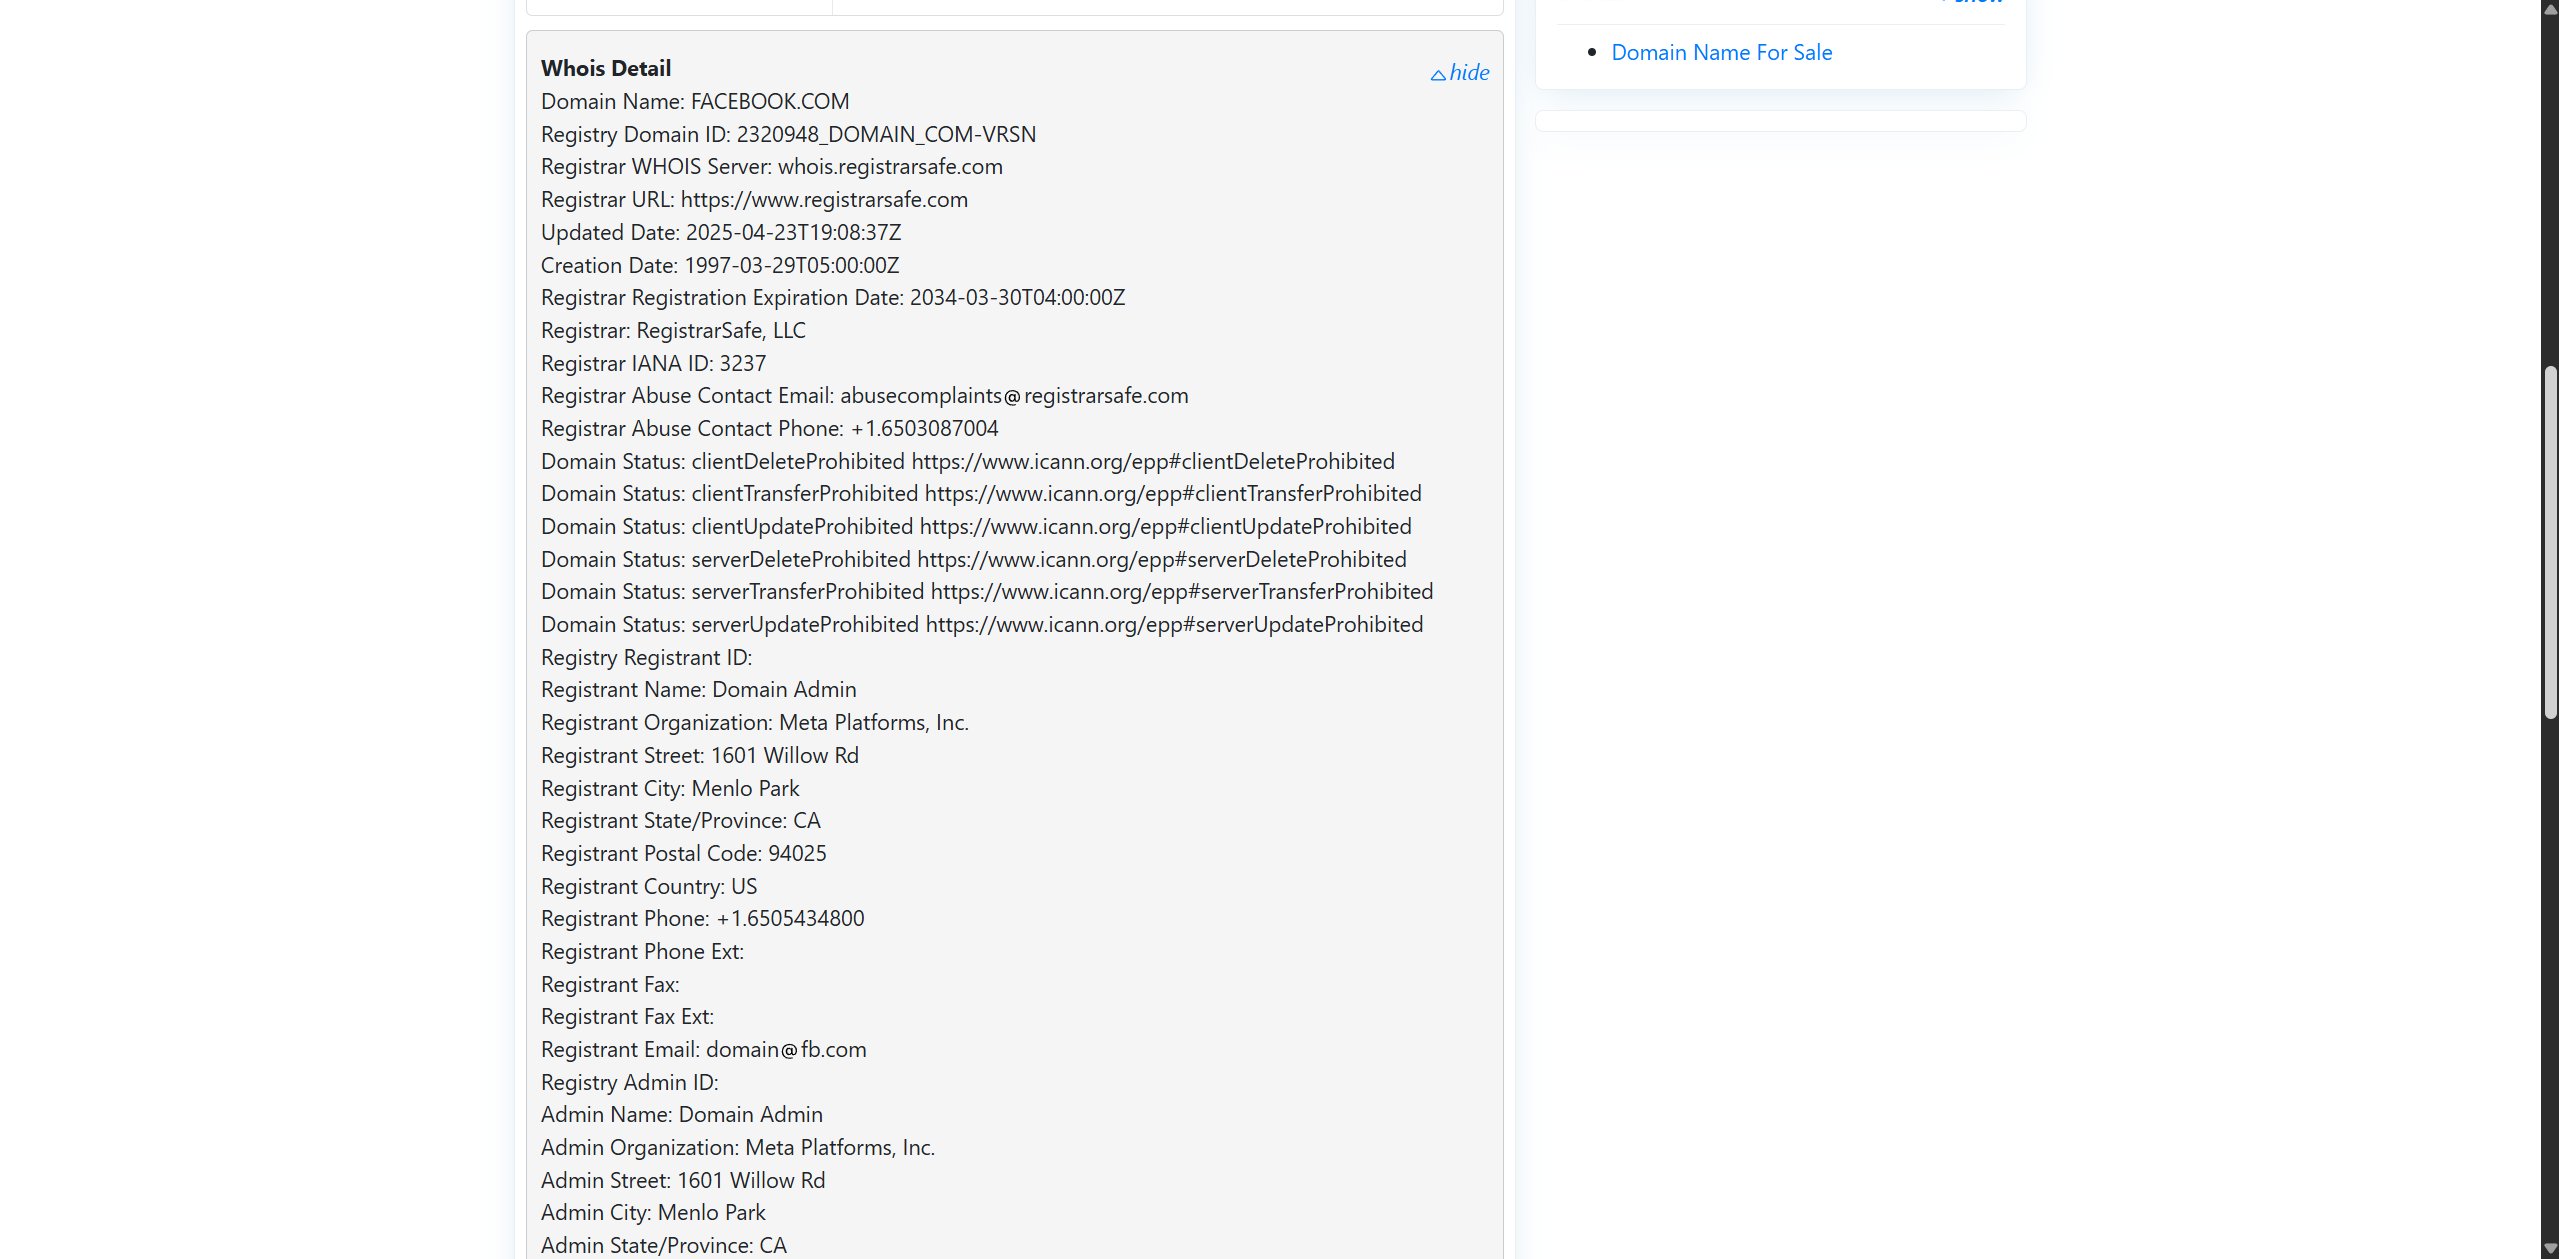 Whois Detail
hide
Domain Name: FACEBOOK.COM
Registry Domain ID: 2320948_DOMAIN_COM-VRSN
Registrar WHOIS Server: whois.registrarsafe.com
Registrar URL: https://www.registrarsafe.com
Updated Date: 2025-04-23T19:08:37Z
Creation Date: 1997-03-29T05:00:00Z
Registrar Registration Expiration Date: 2034-03-30T04:00:00Z
Registrar: RegistrarSafe, LLC
Registrar IANA ID: 3237
Registrar Abuse Contact Email: abusecomplaints@registrarsafe.com
Registrar Abuse Contact Phone: +1.6503087004
Domain Status: clientDeleteProhibited https://www.icann.org/epp#clientDeleteProhibited
Domain Status: clientTransferProhibited https://www.icann.org/epp#clientTransferProhibited
Domain Status: clientUpdateProhibited https://www.icann.org/epp#clientUpdateProhibited
Domain Status: serverDeleteProhibited https://www.icann.org/epp#serverDeleteProhibited
Domain Status: serverTransferProhibited https://www.icann.org/epp#serverTransferProhibited
Domain Status: serverUpdateProhibited https://www.icann.org/epp#serverUpdateProhibited
Registry Registrant ID:
Registrant Name: Domain Admin
Registrant Organization: Meta Platforms, Inc.
Registrant Street: 1601 Willow Rd
Registrant City: Menlo Park
Registrant State/Province: CA
Registrant Postal Code: 94025
Registrant Country: US
Registrant Phone: +1.6505434800
Registrant Phone Ext:
Registrant Fax:
Registrant Fax Ext:
Registrant Email: domain@fb.com
Registry Admin ID:
Admin Name: Domain Admin
Admin Organization: Meta Platforms, Inc.
Admin Street: 1601 Willow Rd
Admin City: Menlo Park
Admin State/Province: CA
Domain Name For Sale